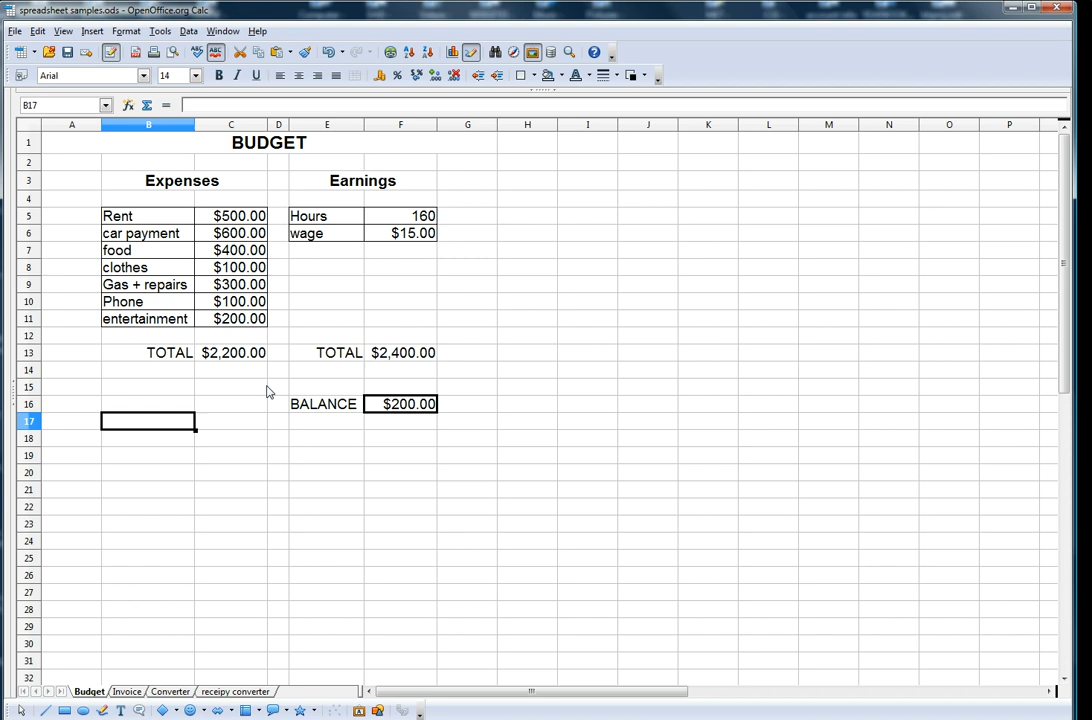 spreadsheet samples.ods - OpenOffice.org Calc
File Edit View Insert Format Tools Data Window Help
Arial 14
B17
A B C D E F G H I J K L M N O P
1 BUDGET
2
3 Expenses Earnings
4
5 Rent $500.00 Hours 160
6 car payment $600.00 wage $15.00
7 food $400.00
8 clothes $100.00
9 Gas + repairs $300.00
10 Phone $100.00
11 entertainment $200.00
12
13 TOTAL $2,200.00 TOTAL $2,400.00
14
15
16 BALANCE $200.00
17
18
19
20
21
22
23
24
25
26
27
28
29
30
31
32
Budget Invoice Converter receipy converter